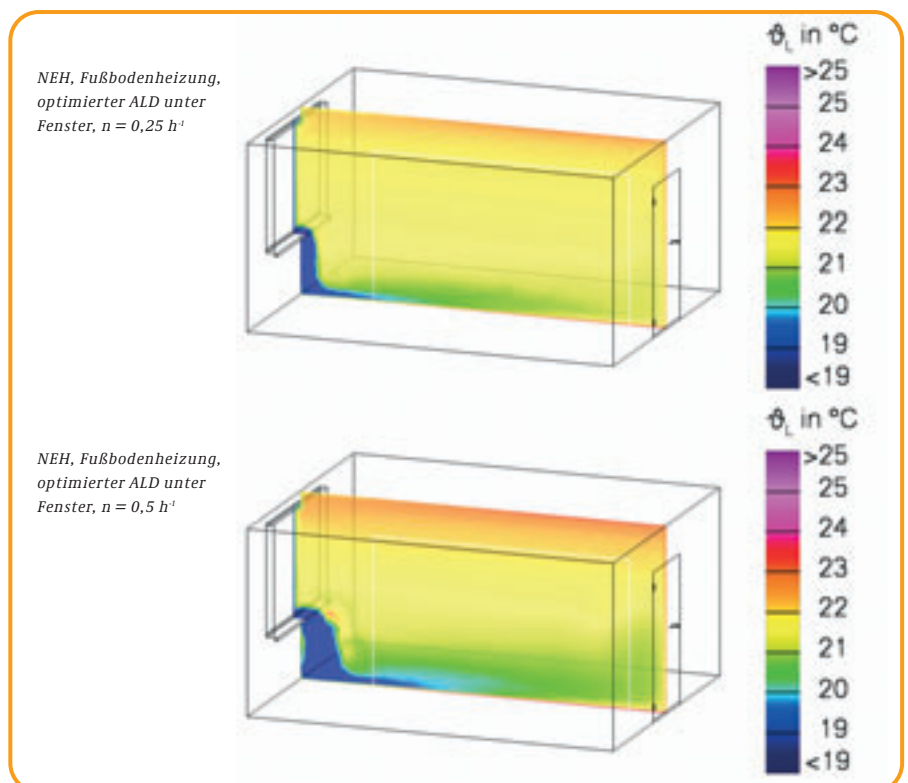 NEH, Fußbodenheizung,
optimierter ALD unter
Fenster, n = 0,25 h⁻¹
ϑL in °C
>25
25
24
23
22
21
20
19
<19
NEH, Fußbodenheizung,
optimierter ALD unter
Fenster, n = 0,5 h⁻¹
ϑL in °C
>25
25
24
23
22
21
20
19
<19